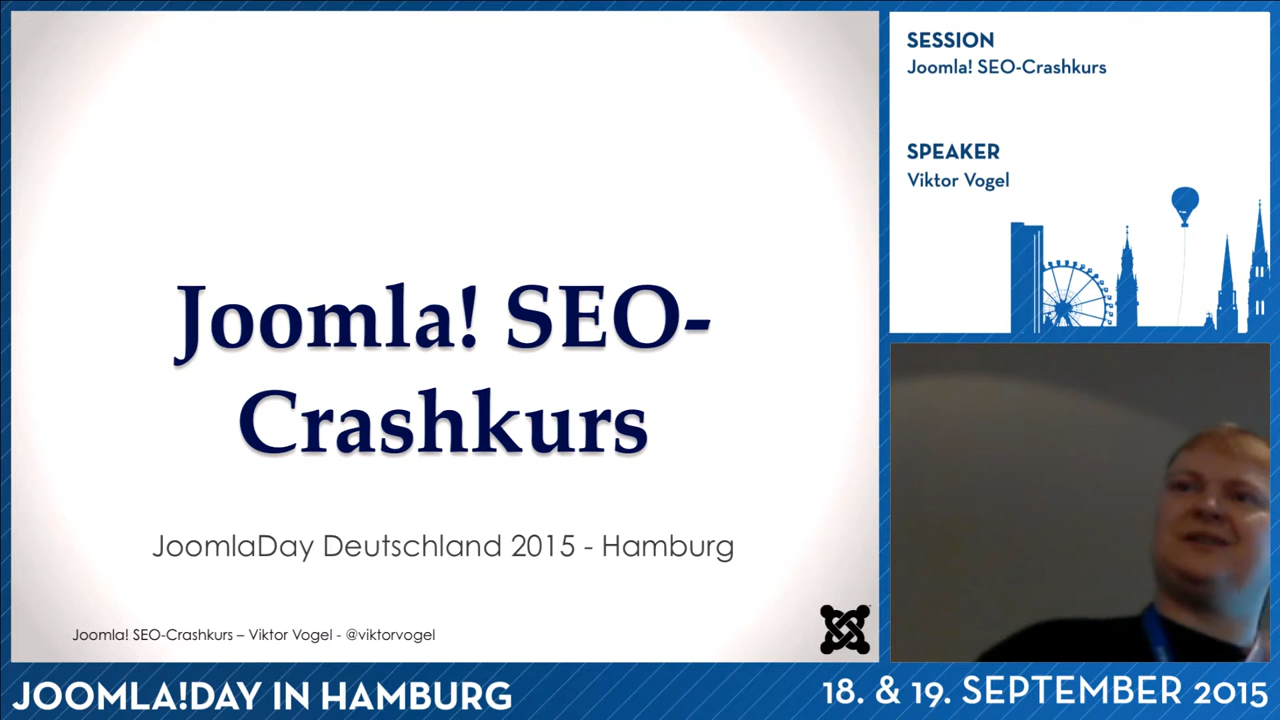 Joomla! SEO-
Crashkurs
JoomlaDay Deutschland 2015 - Hamburg
Joomla! SEO-Crashkurs – Viktor Vogel - @viktorvogel
SESSION
Joomla! SEO-Crashkurs
SPEAKER
Viktor Vogel
JOOMLA!DAY IN HAMBURG
18. & 19. SEPTEMBER 2015